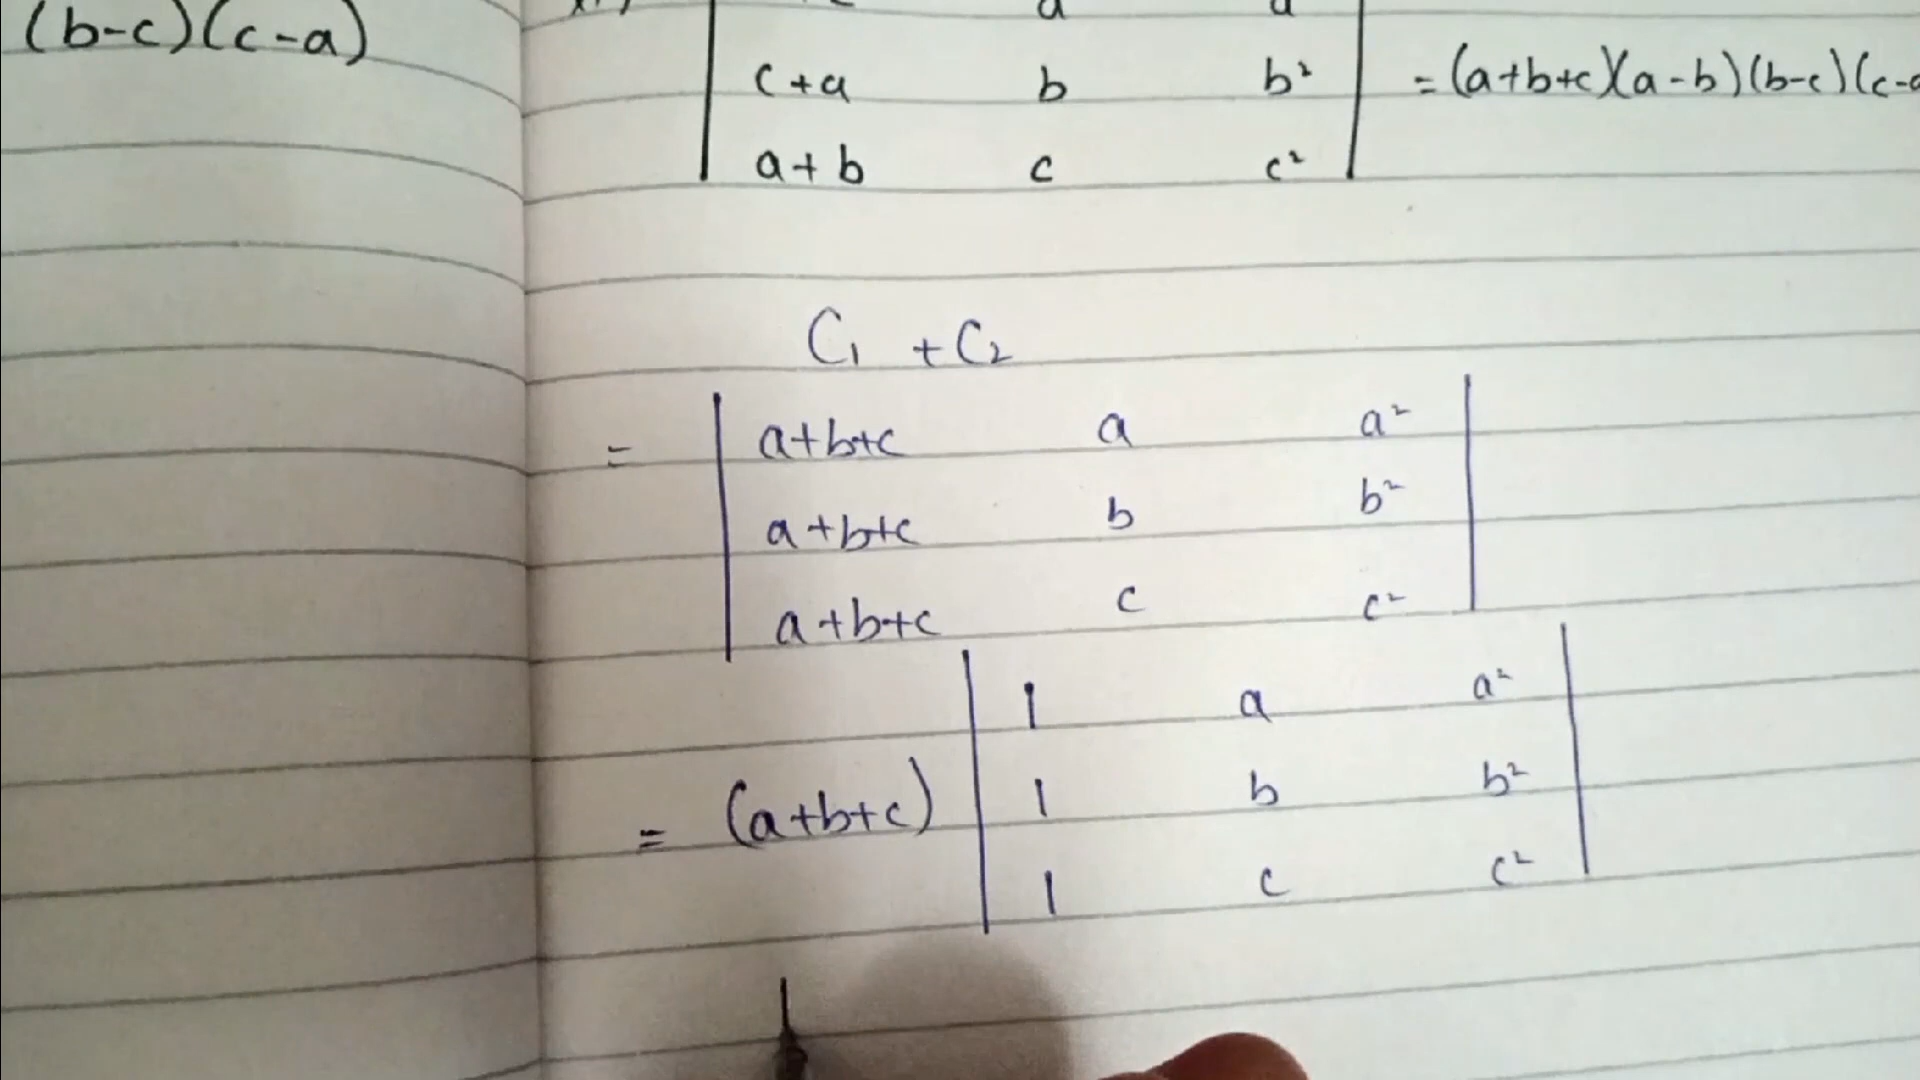 (b-c)(c-a)
a
c+a b b² =(a+b+c)(a-b)(b-c)(c-a
a+b c c²
C₁ +C₂
= a+b+c a a²
a+b+c b b²
a+b+c c c²
1 a a²
= (a+b+c) 1 b b²
1 c c²